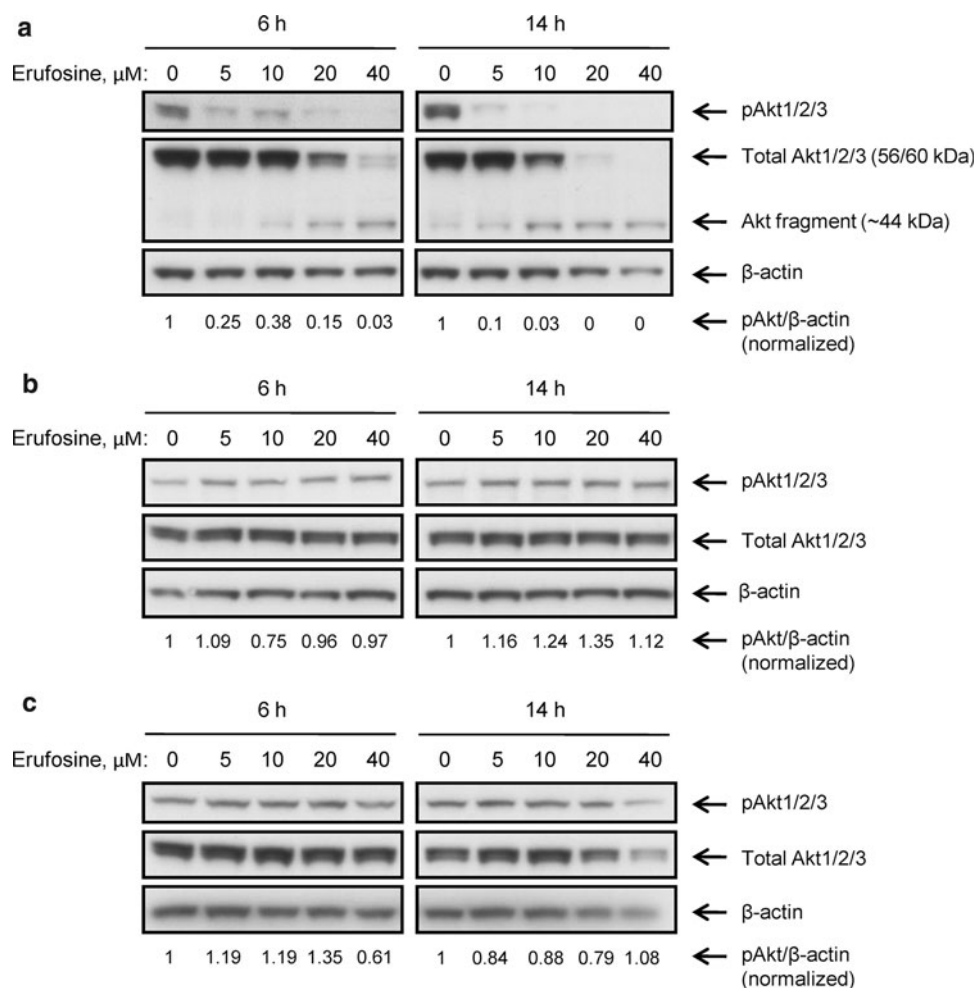 a
6 h 14 h
Erufosine, μM: 0 5 10 20 40 0 5 10 20 40
pAkt1/2/3
Total Akt1/2/3 (56/60 kDa)
Akt fragment (~44 kDa)
β-actin
1 0.25 0.38 0.15 0.03 1 0.1 0.03 0 0 pAkt/β-actin
(normalized)
b
6 h 14 h
Erufosine, μM: 0 5 10 20 40 0 5 10 20 40
pAkt1/2/3
Total Akt1/2/3
β-actin
1 1.09 0.75 0.96 0.97 1 1.16 1.24 1.35 1.12 pAkt/β-actin
(normalized)
c
6 h 14 h
Erufosine, μM: 0 5 10 20 40 0 5 10 20 40
pAkt1/2/3
Total Akt1/2/3
β-actin
1 1.19 1.19 1.35 0.61 1 0.84 0.88 0.79 1.08 pAkt/β-actin
(normalized)